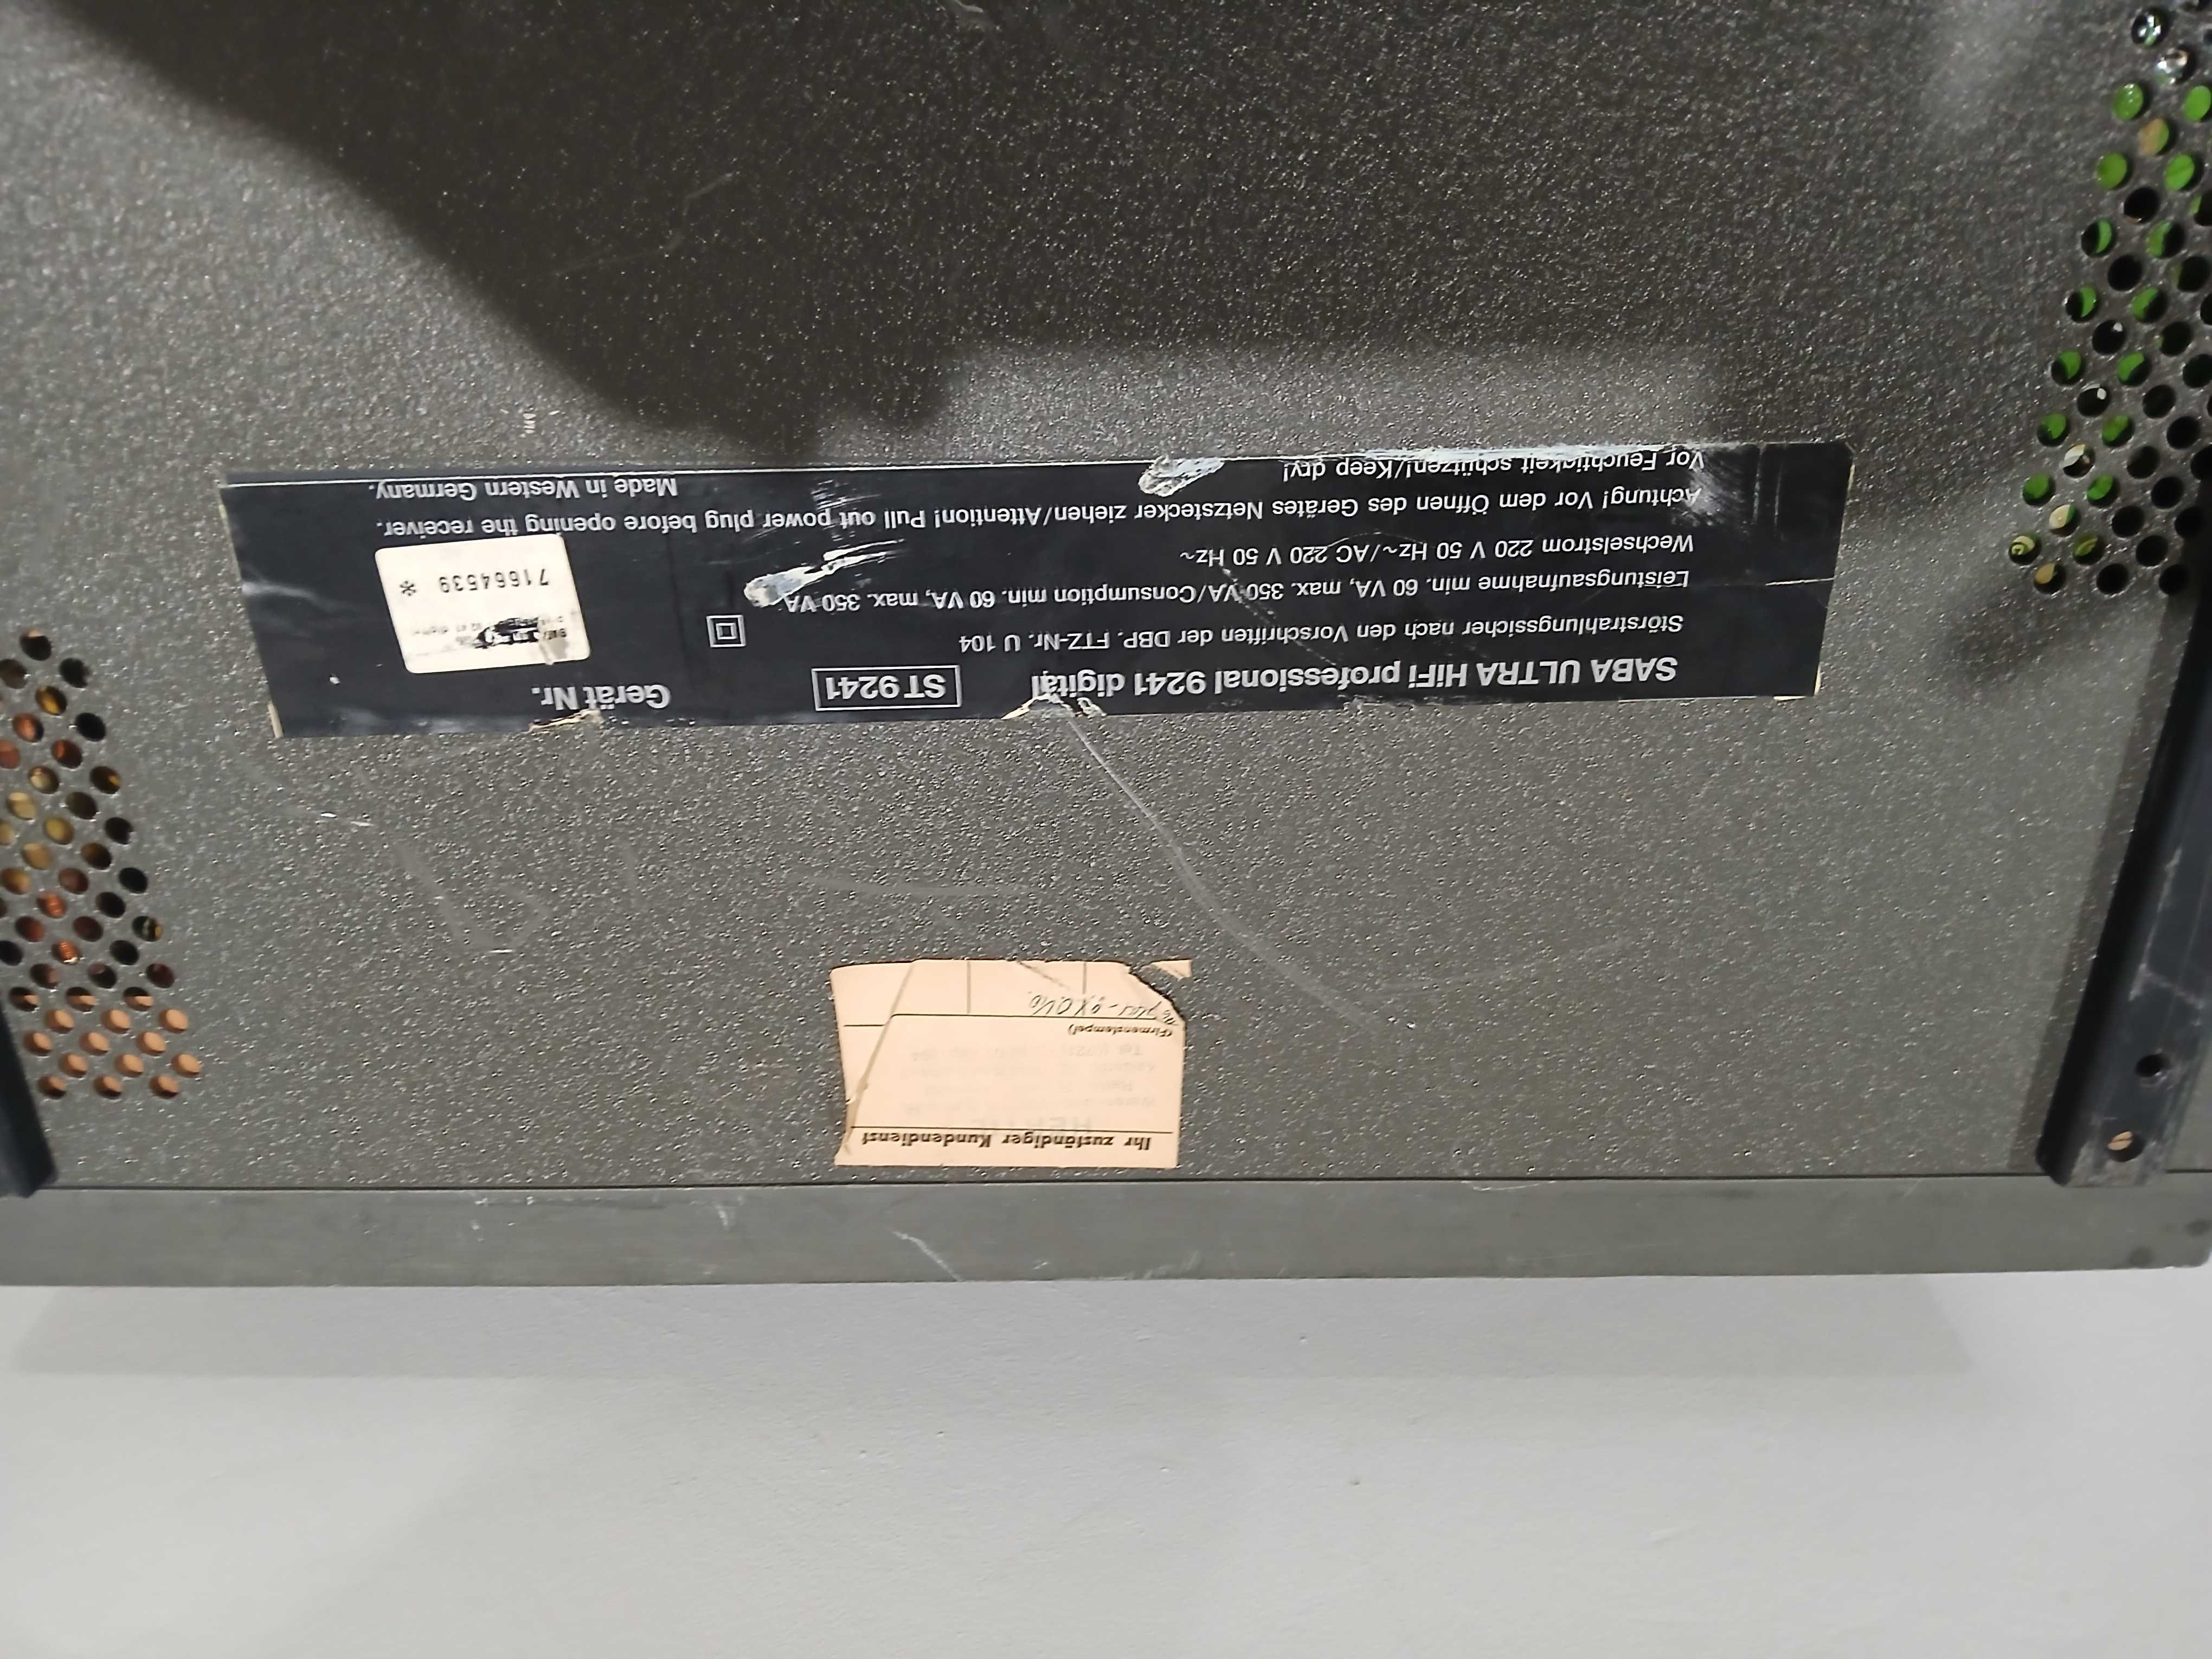 SABA ULTRA HiFi professional 9241 digital
ST 9241
Gerät Nr.
Störstrahlungssicher nach den Vorschriften der DBP. FTZ-Nr. U 104
Leistungsaufnahme min. 60 VA, max. 350 VA/Consumption min. 60 VA, max. 350 VA
71664539 *
Wechselstrom 220 V 50 Hz~/AC 220 V 50 Hz~
Achtung! Vor dem Öffnen des Gerätes Netzstecker ziehen/Attention! Pull out power plug before opening the receiver.
Vor Feuchtigkeit schützen!/Keep dry!
Made in Western Germany.
Ihr zuständiger Kundendienst
(Firmenstempel)